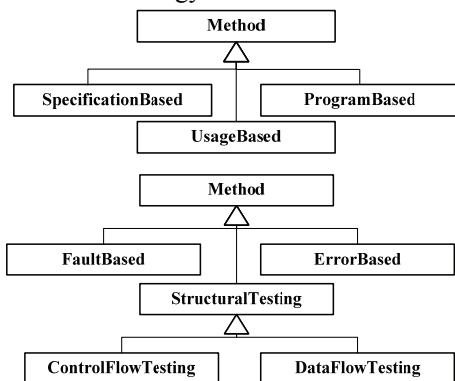 Method
SpecificationBased
ProgramBased
UsageBased
Method
FaultBased
ErrorBased
StructuralTesting
ControlFlowTesting
DataFlowTesting